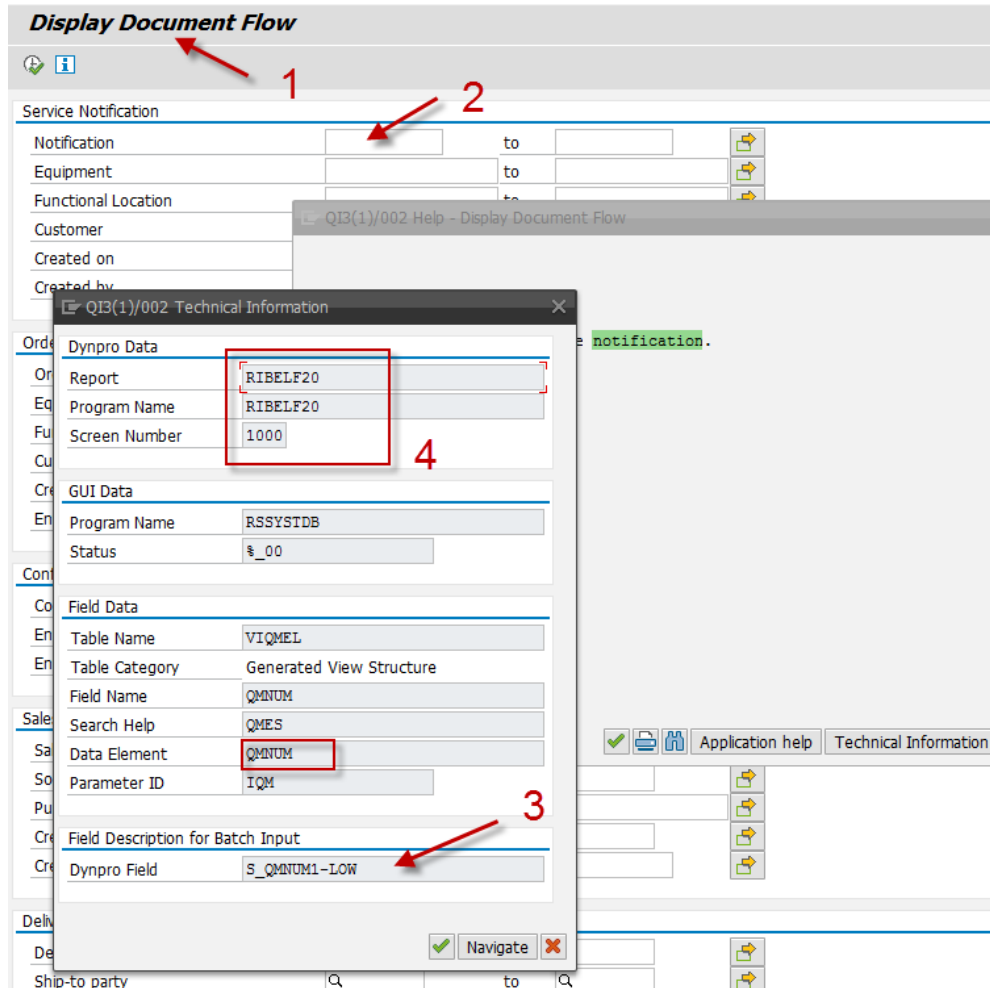 Display Document Flow
1
2
Service Notification
Notification to
Equipment to
Functional Location to
QI3(1)/002 Help - Display Document Flow
Customer
Created on
Created by
QI3(1)/002 Technical Information
notification.
Dynpro Data
Report RIBELF20
Program Name RIBELF20
Screen Number 1000
4
GUI Data
Program Name RSSYSTDB
Status %_00
Field Data
Table Name VIQMEL
Table Category Generated View Structure
Field Name QMNUM
Search Help QMES
Data Element QMNUM
Application help Technical Information
Parameter ID IQM
3
Field Description for Batch Input
Dynpro Field S_QMNUM1-LOW
Navigate
Ship-to party to